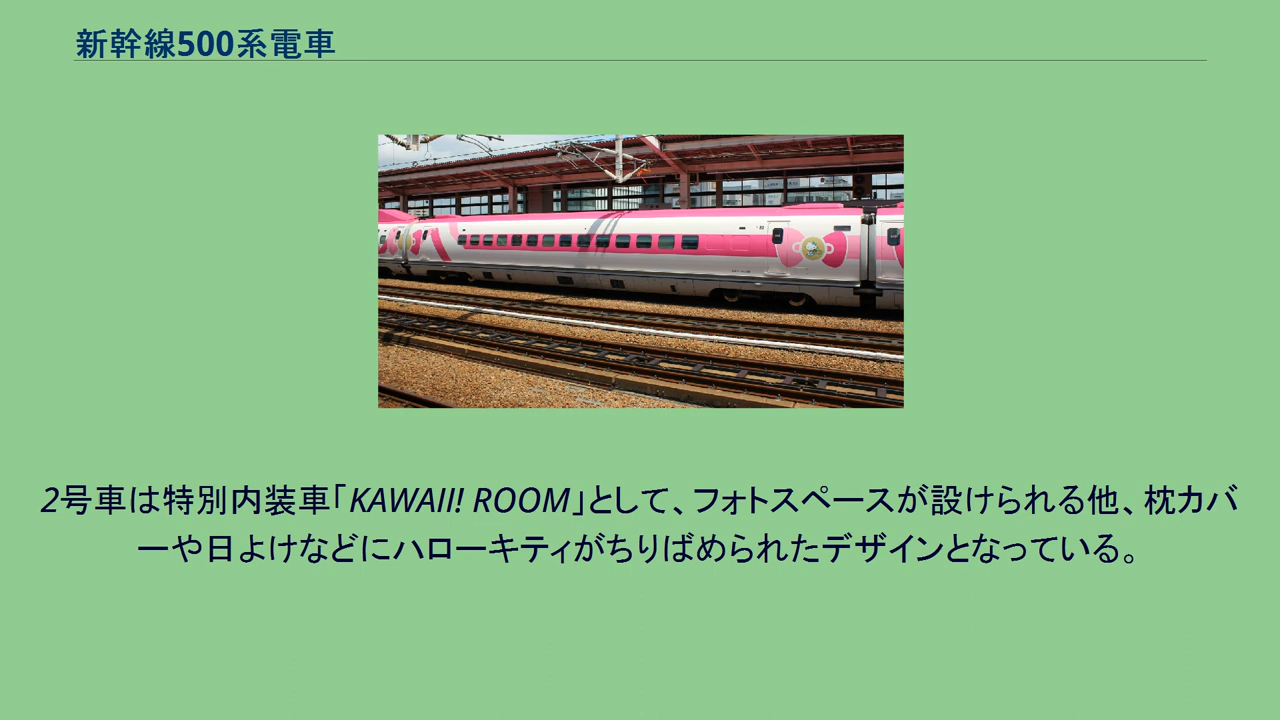 新幹線500系電車
2号車は特別内装車｢KAWAII! ROOM｣として、フォトスペースが設けられる他、枕カバ
ーや日よけなどにハローキティがちりばめられたデザインとなっている。